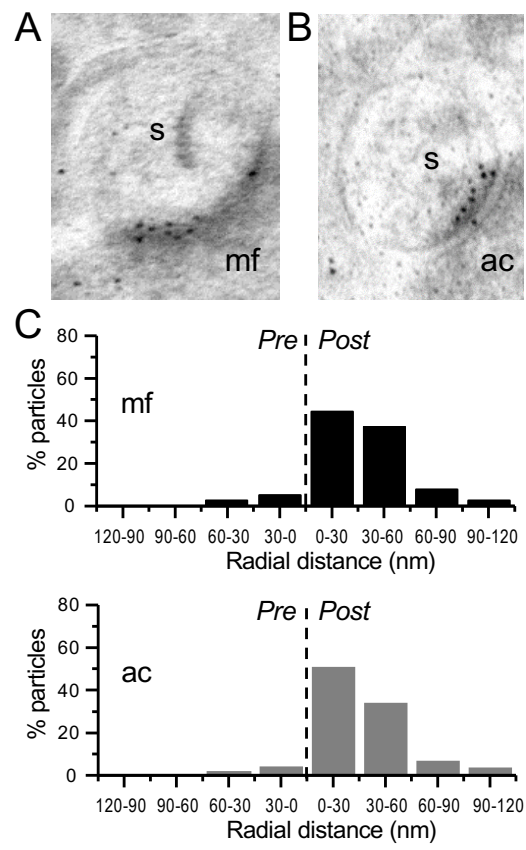 A
B
s
s
mf
ac
C
80
60
40
20
0
% particles
mf
Pre
Post
120-90 90-60 60-30 30-0 0-30 30-60 60-90 90-120
Radial distance (nm)
80
60
40
20
0
% particles
ac
Pre
Post
120-90 90-60 60-30 30-0 0-30 30-60 60-90 90-120
Radial distance (nm)